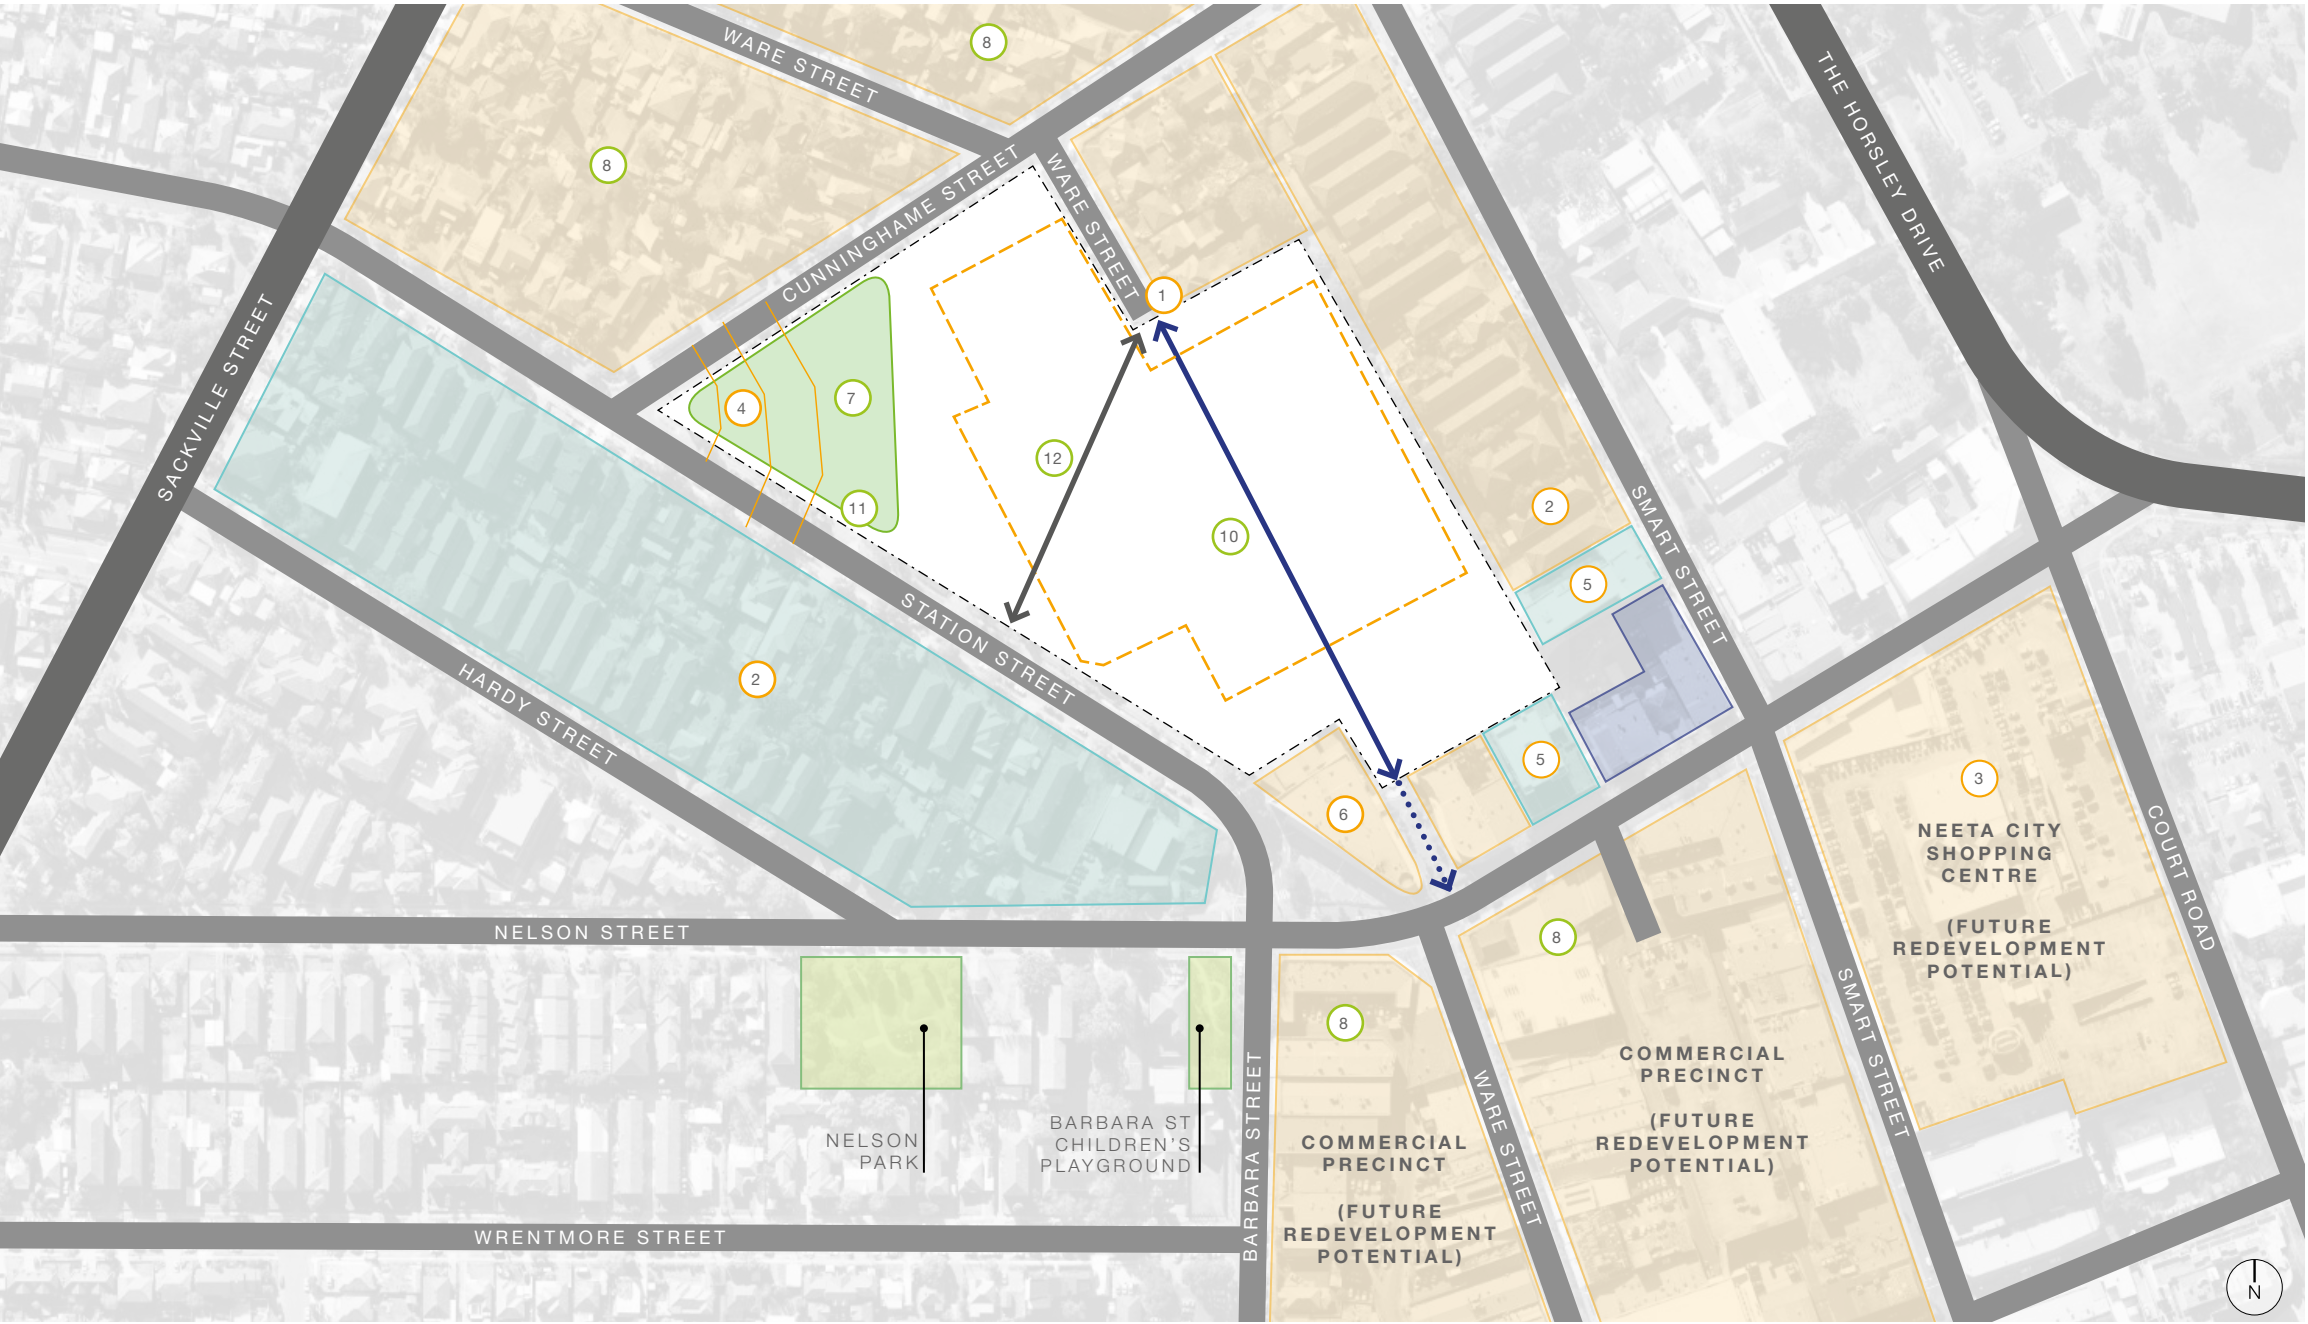 8
WARE STREET
8
THE HORSLEY DRIVE
CUNNINGHAME STREET
WARE STREET
1
SACKVILLE STREET
4
7
12
11
10
2
SMART STREET
5
STATION STREET
2
HARDY STREET
5
6
3
NEETA CITY
SHOPPING
CENTRE
(FUTURE
REDEVELOPMENT
POTENTIAL)
COURT ROAD
NELSON STREET
8
8
SMART STREET
COMMERCIAL
PRECINCT
(FUTURE
REDEVELOPMENT
POTENTIAL)
NELSON
PARK
BARBARA ST
CHILDREN'S
PLAYGROUND
BARBARA STREET
COMMERCIAL
PRECINCT
(FUTURE
REDEVELOPMENT
POTENTIAL)
WARE STREET
WRENTMORE STREET
N